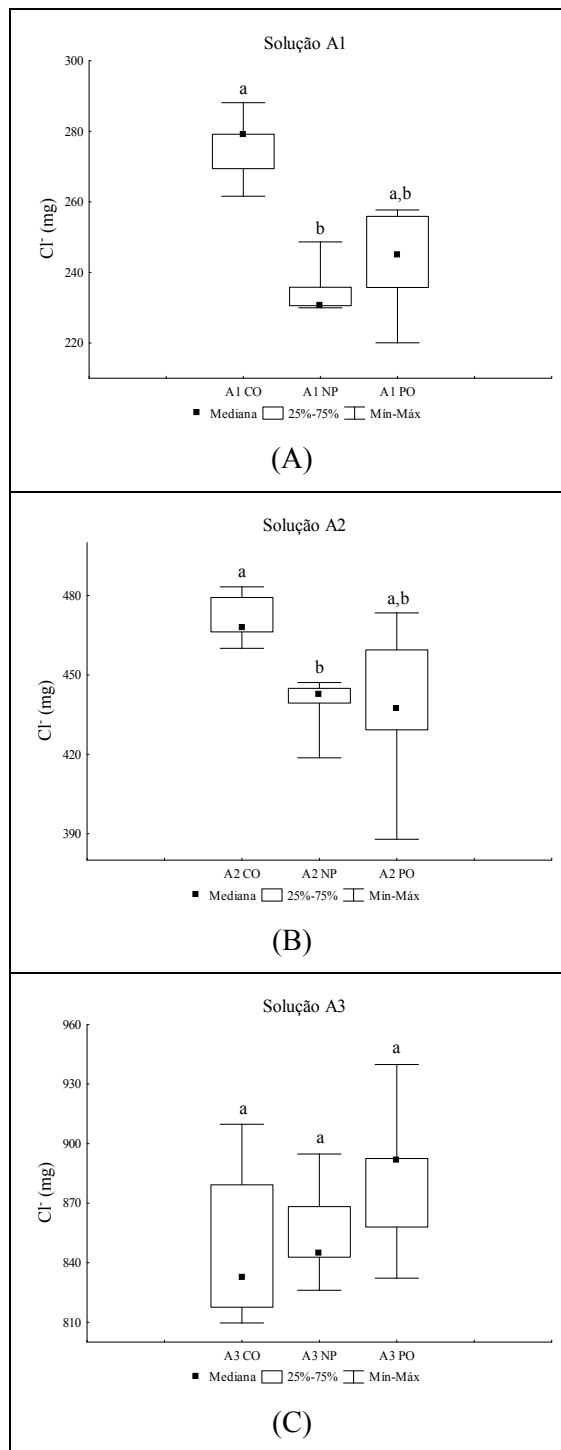 Solução A1
300
280
260
240
220
Cl⁻ (mg)
a
b
a,b
A1 CO A1 NP A1 PO
Mediana 25%-75% Mín-Máx
(A)
Solução A2
480
450
420
390
Cl⁻ (mg)
a
b
a,b
A2 CO A2 NP A2 PO
Mediana 25%-75% Mín-Máx
(B)
Solução A3
960
930
900
870
840
810
Cl⁻ (mg)
a
a
a
A3 CO A3 NP A3 PO
Mediana 25%-75% Mín-Máx
(C)